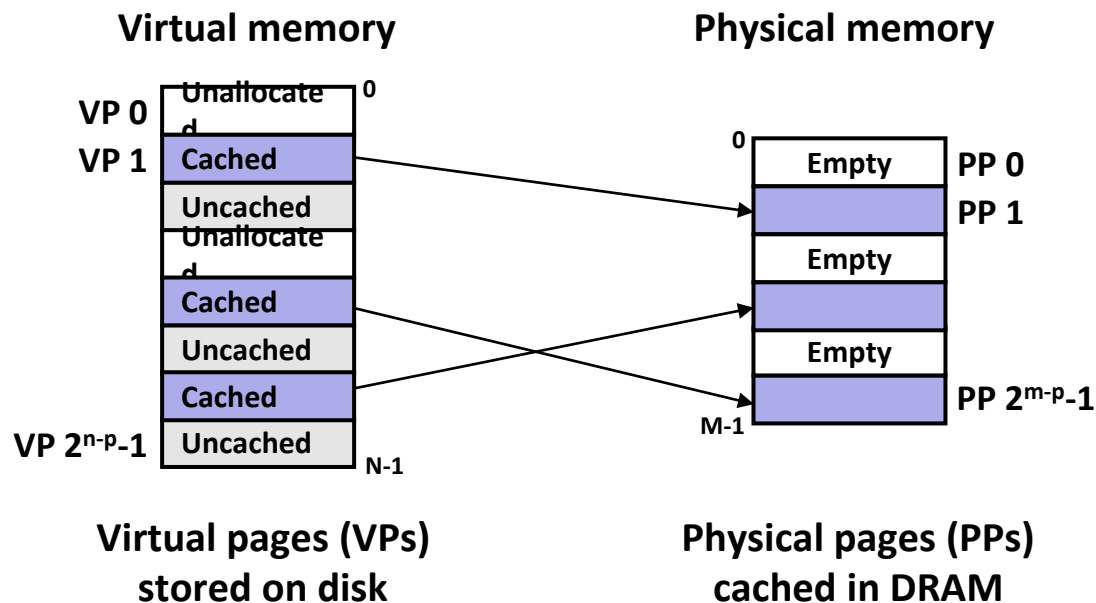 Virtual memory
Physical memory
0
VP 0
Unallocate
d
VP 1
Cached
Uncached
Unallocate
d
Cached
Uncached
Cached
VP 2^n-p-1
Uncached
N-1
0
Empty
PP 0
PP 1
Empty
Empty
PP 2^m-p-1
M-1
Virtual pages (VPs)
stored on disk
Physical pages (PPs)
cached in DRAM